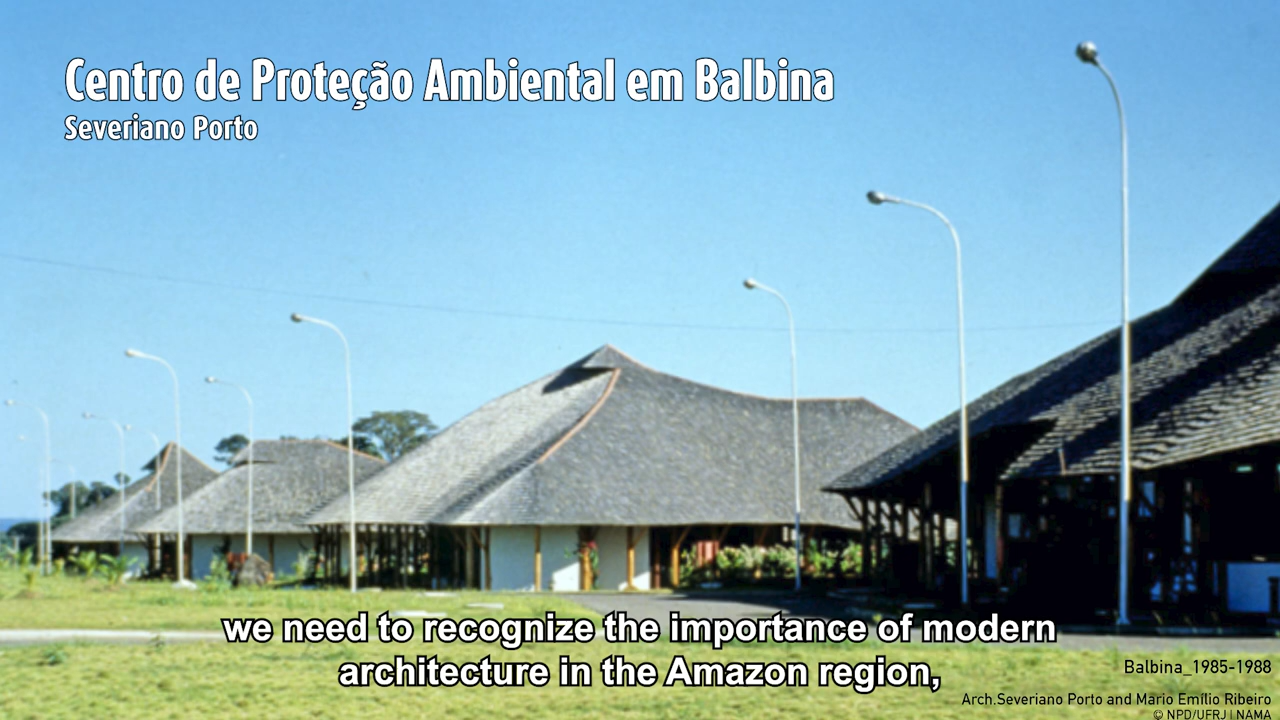 Centro de Proteção Ambiental em Balbina
Severiano Porto
we need to recognize the importance of modern
architecture in the Amazon region,
Balbina_1985-1988
Arch.Severiano Porto and Mario Emílio Ribeiro
© NPD/UFRJ | NAMA